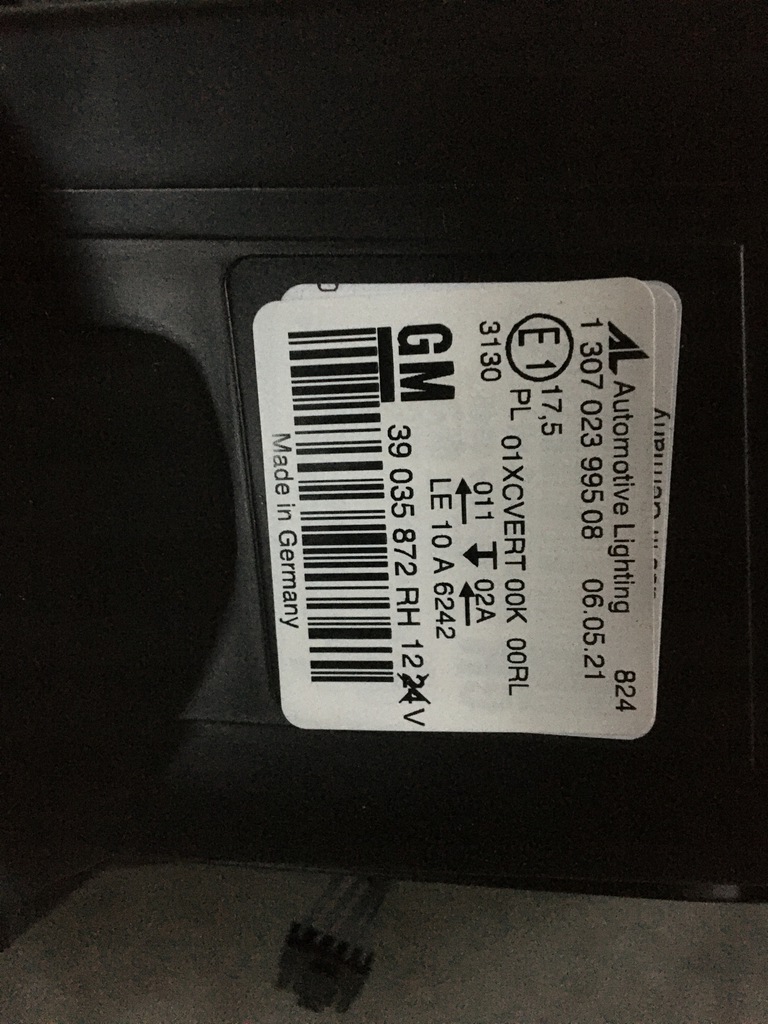 AL Automotive Lighting 824
1 307 023 995 08 06.05.21
E1 17,5
3130 PL 01XCVERT 00K 00RL
011 02A
LE 10 A 6242
GM 39 035 872 RH 12 24 V
Made in Germany